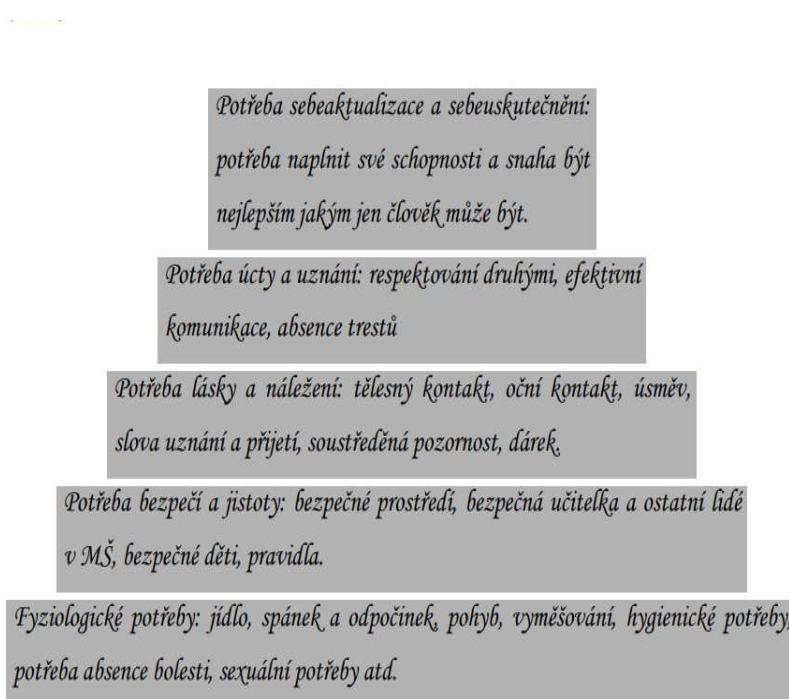 Potřeba sebeaktualizace a sebeuskutečnění:
potřeba naplnit své schopnosti a snaha být
nejlepším jakým jen člověk může být.
Potřeba úcty a uznání: respektování druhými, efektivní
komunikace, absence trestů
Potřeba lásky a náležení: tělesný kontakt, oční kontakt, úsměv,
slova uznání a přijetí, soustředěná pozornost, dárek.
Potřeba bezpečí a jistoty: bezpečné prostředí, bezpečná učitelka a ostatní lidé
v MŠ, bezpečné děti, pravidla.
Fyziologické potřeby: jídlo, spánek a odpočinek, pohyb, vyměšování, hygienické potřeby,
potřeba absence bolesti, sexuální potřeby atd.